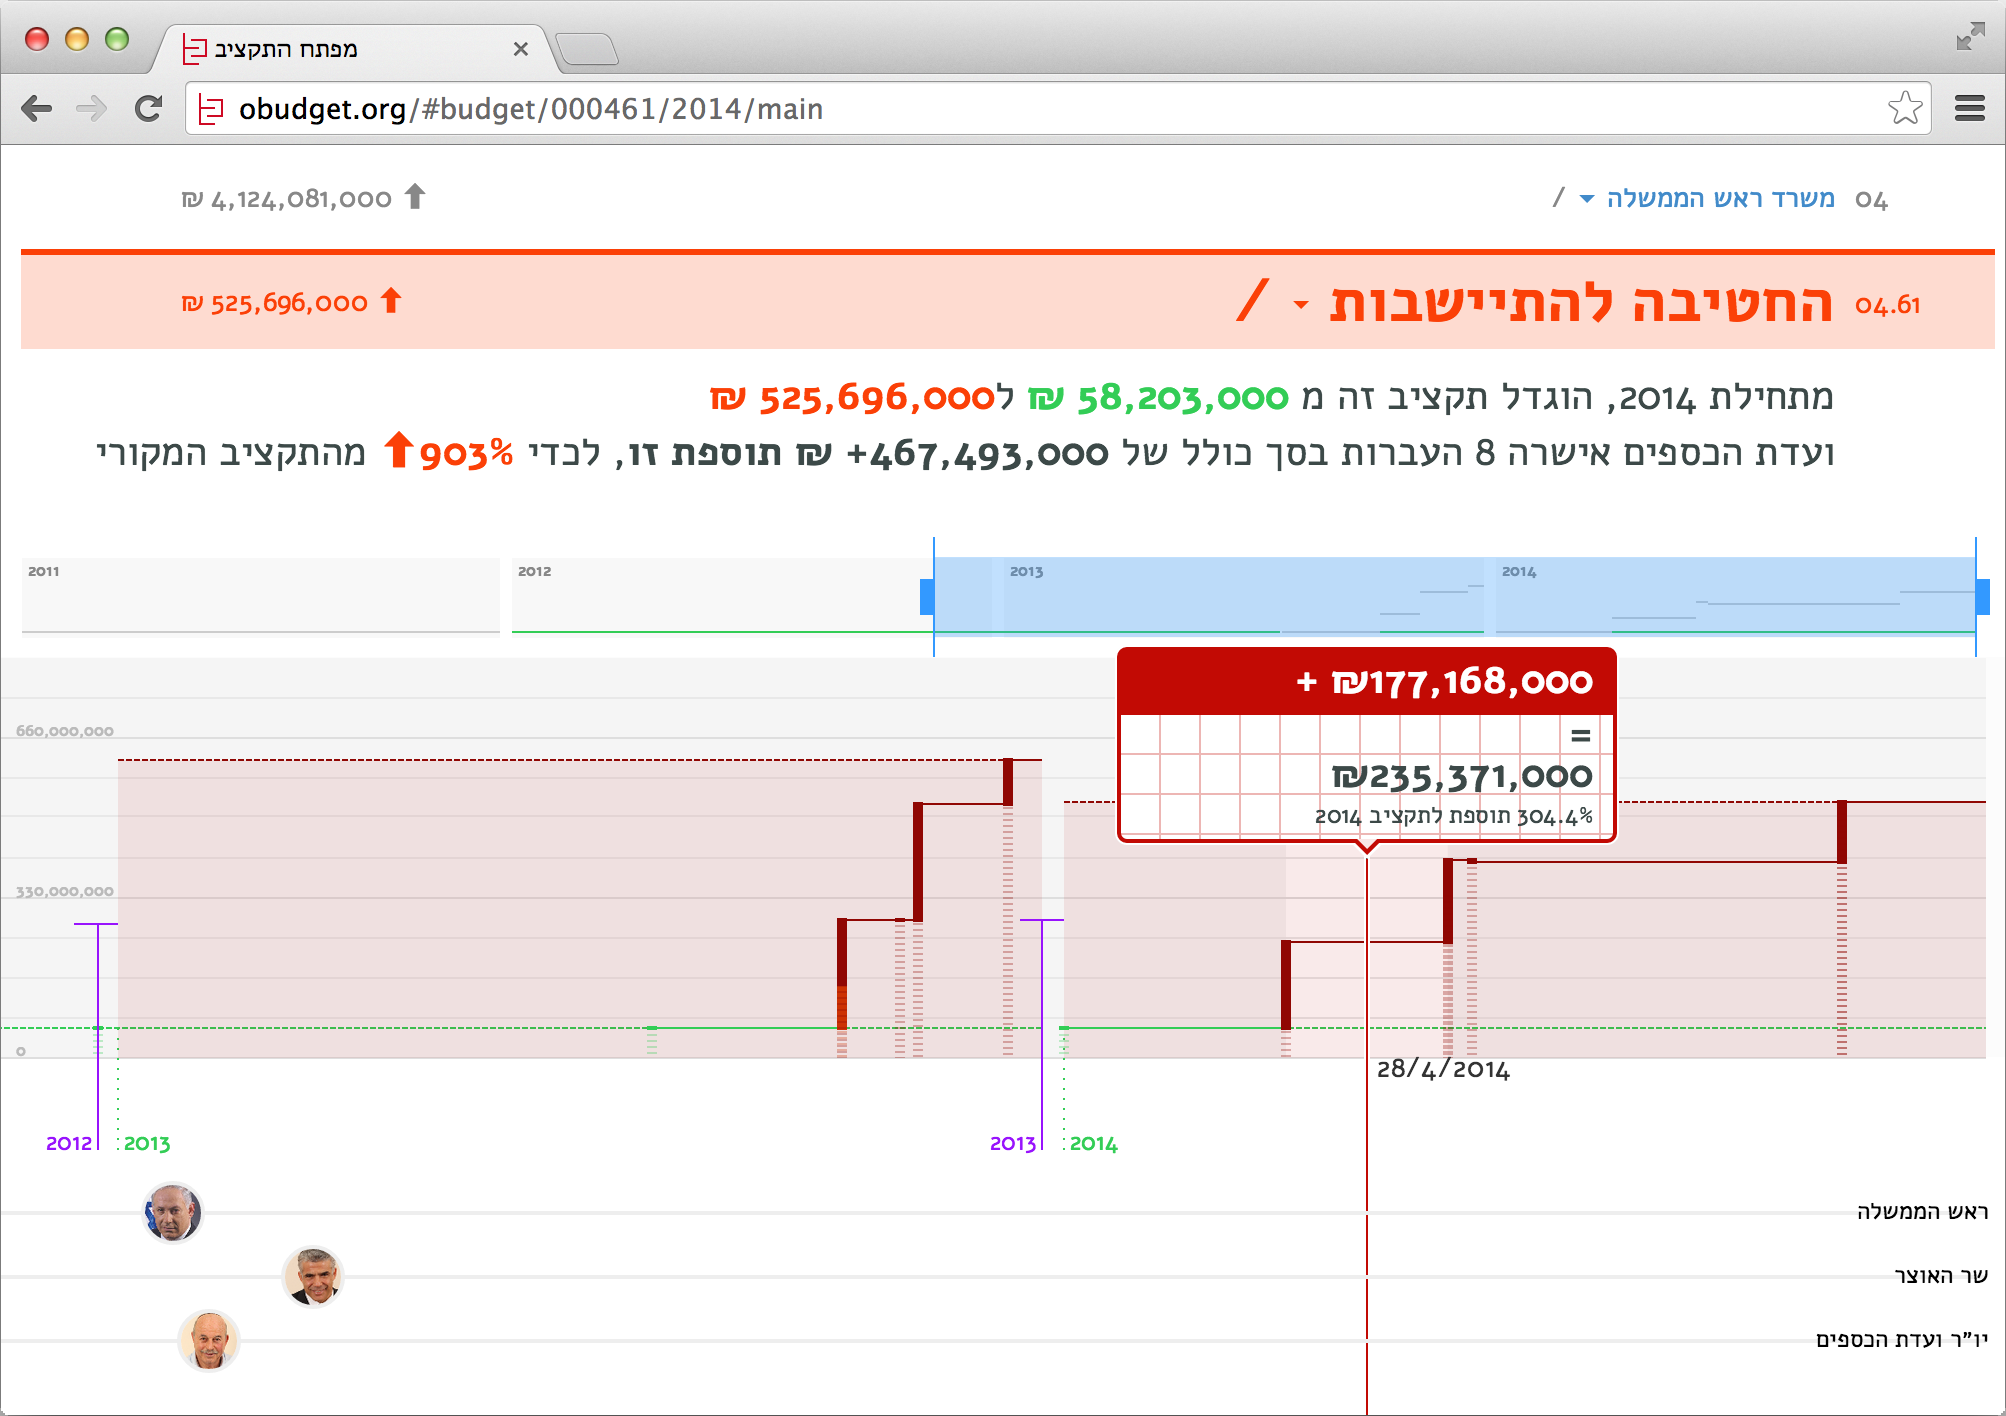 מפתח התקציב
obudget.org/#budget/000461/2014/main
04 משרד ראש הממשלה /
4,124,081,000 ₪
04.61 החטיבה להתיישבות /
525,696,000 ₪
מתחילת 2014, הוגדל תקציב זה מ 58,203,000 ₪ ל525,696,000 ₪
ועדת הכספים אישרה 8 העברות בסך כולל של 467,493,000+ ₪ תוספת זו, לכדי 903% מהתקציב המקורי
2011
2012
2013
2014
+ ₪177,168,000
=
₪235,371,000
304.4% תוספת לתקציב 2014
660,000,000
330,000,000
0
28/4/2014
2012
2013
2013
2014
ראש הממשלה
שר האוצר
יו"ר ועדת הכספים